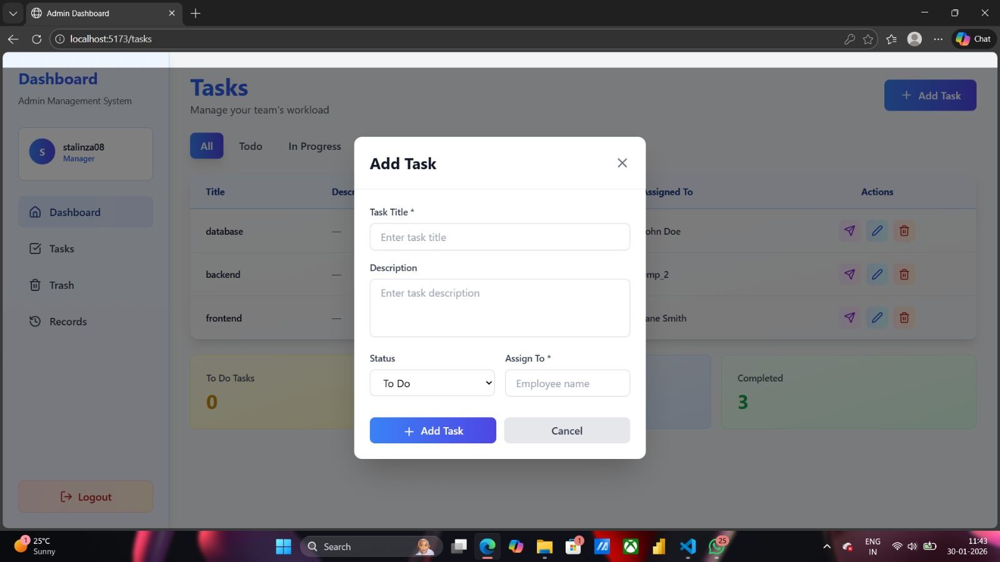 Admin Dashboard
localhost:5173/tasks
Chat
Dashboard
Admin Management System
S
stalinza08
Manager
Dashboard
Tasks
Trash
Records
Logout
Tasks
Manage your team's workload
+ Add Task
All
Todo
In Progress
Title
Descr
ssigned To
Actions
database
—
ohn Doe
backend
—
mp_2
frontend
—
ane Smith
To Do Tasks
0
Completed
3
Add Task
Task Title *
Enter task title
Description
Enter task description
Status
Assign To *
To Do
Employee name
+ Add Task
Cancel
1
25°C
Sunny
Search
1
25
ENG
IN
11:43
30-01-2026